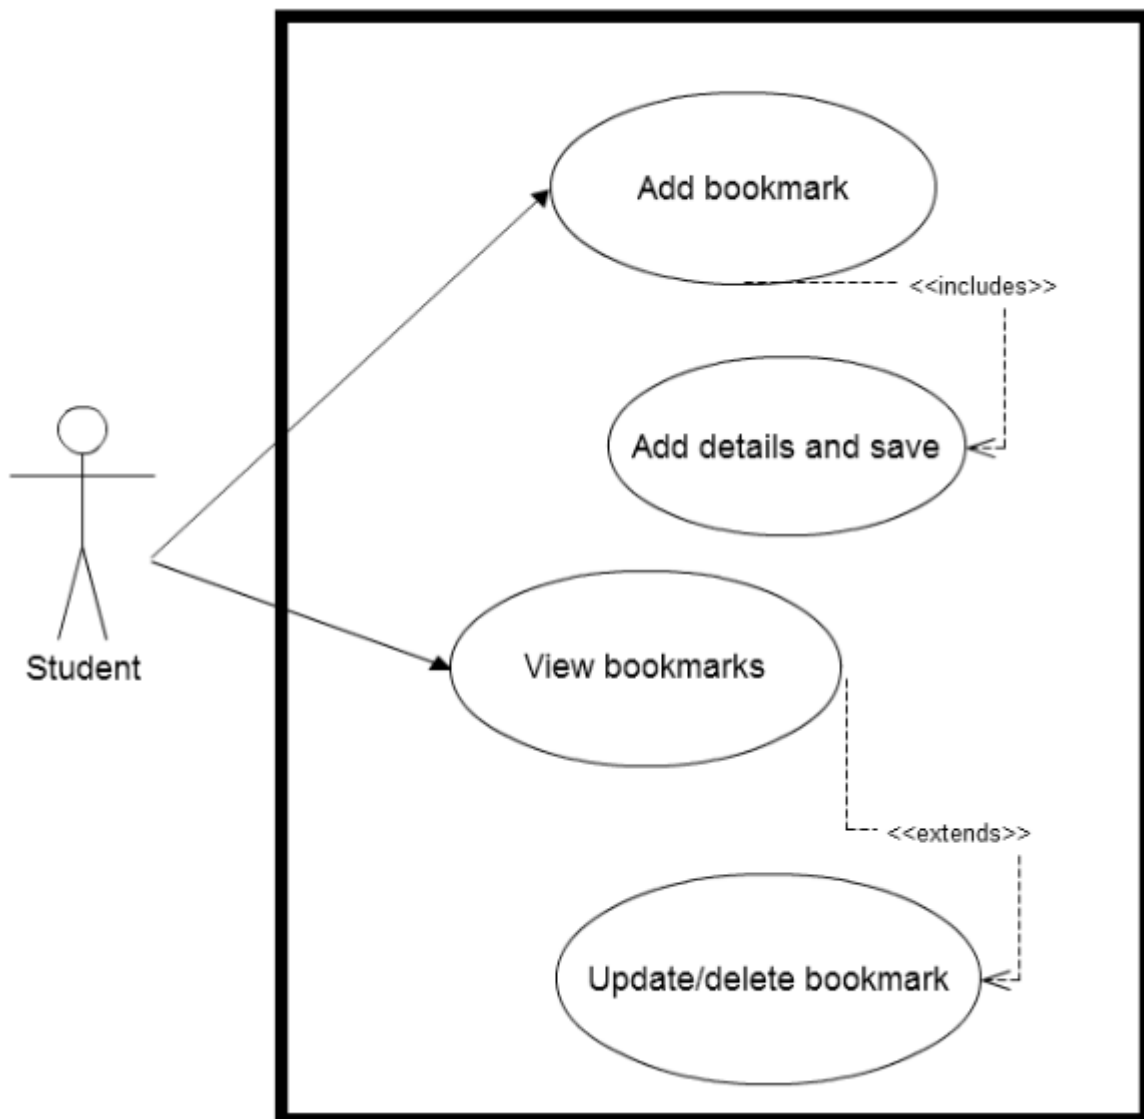 Add bookmark
<<includes>>
Add details and save
Student
View bookmarks
<<extends>>
Update/delete bookmark